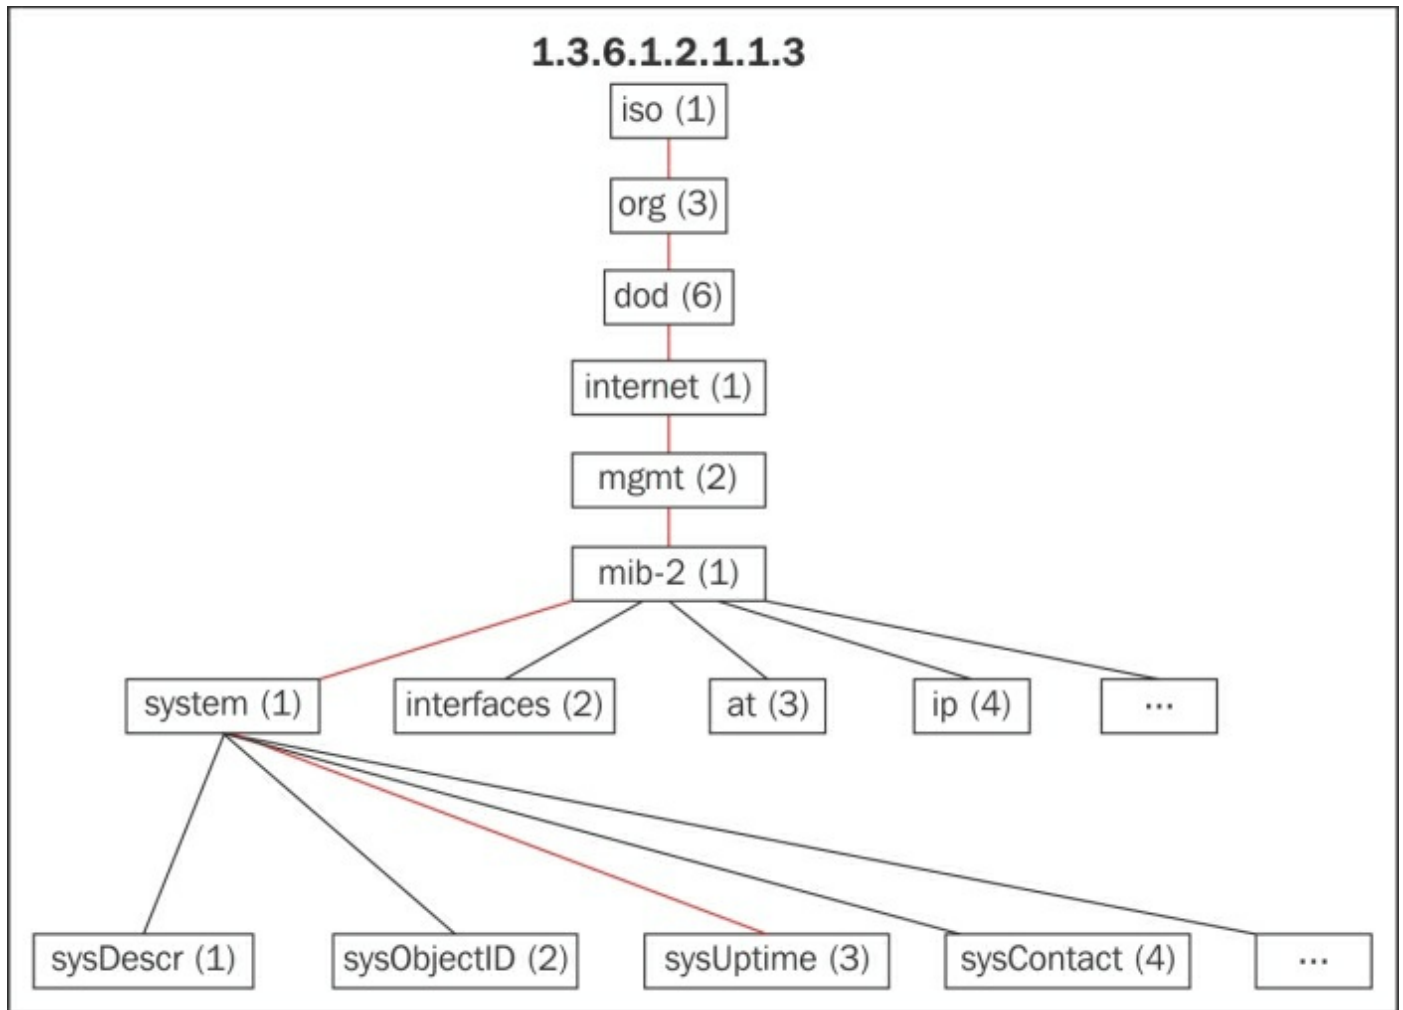 1.3.6.1.2.1.1.3
iso (1)
org (3)
dod (6)
internet (1)
mgmt (2)
mib-2 (1)
system (1) interfaces (2) at (3) ip (4) ...
sysDescr (1) sysObjectID (2) sysUptime (3) sysContact (4) ...